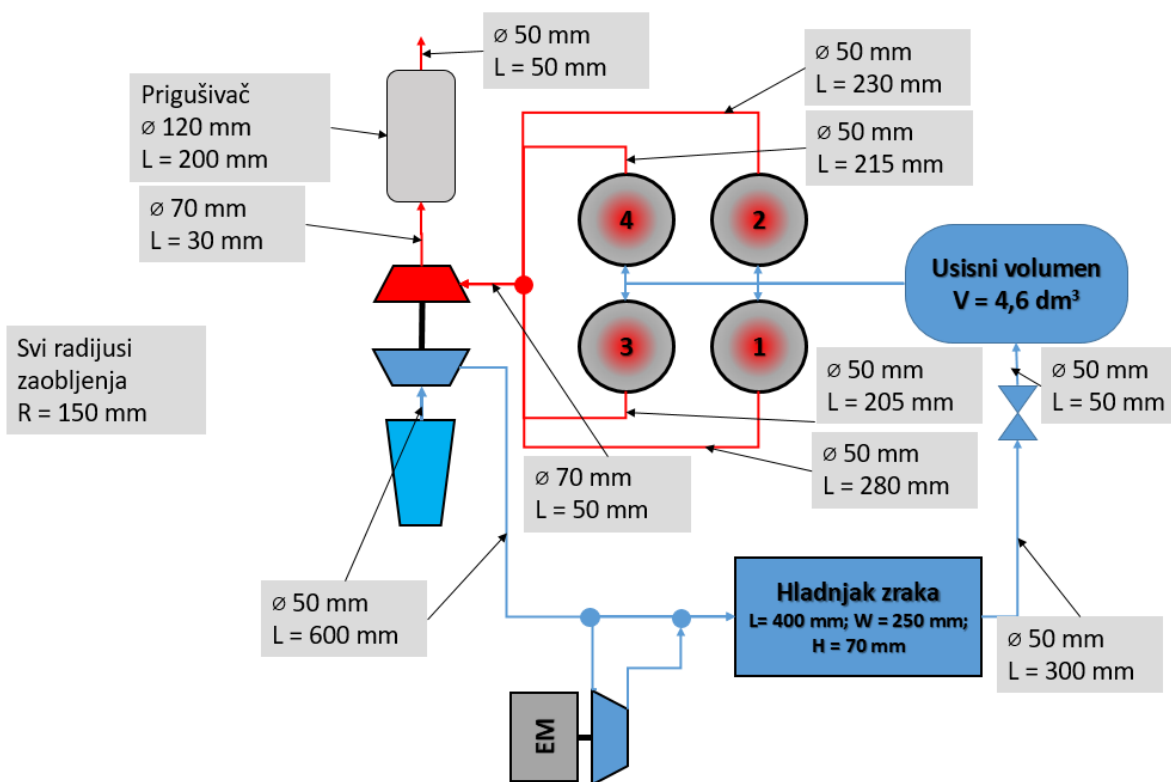 ⌀ 50 mm
L = 50 mm
⌀ 50 mm
L = 230 mm
Prigušivač
⌀ 120 mm
L = 200 mm
⌀ 50 mm
L = 215 mm
⌀ 70 mm
L = 30 mm
4
2
Usisni volumen
V = 4,6 dm³
Svi radijusi
zaobljenja
R = 150 mm
3
1
⌀ 50 mm
L = 205 mm
⌀ 50 mm
L = 50 mm
⌀ 70 mm
L = 50 mm
⌀ 50 mm
L = 280 mm
⌀ 50 mm
L = 600 mm
Hladnjak zraka
L= 400 mm; W = 250 mm;
H = 70 mm
⌀ 50 mm
L = 300 mm
EM